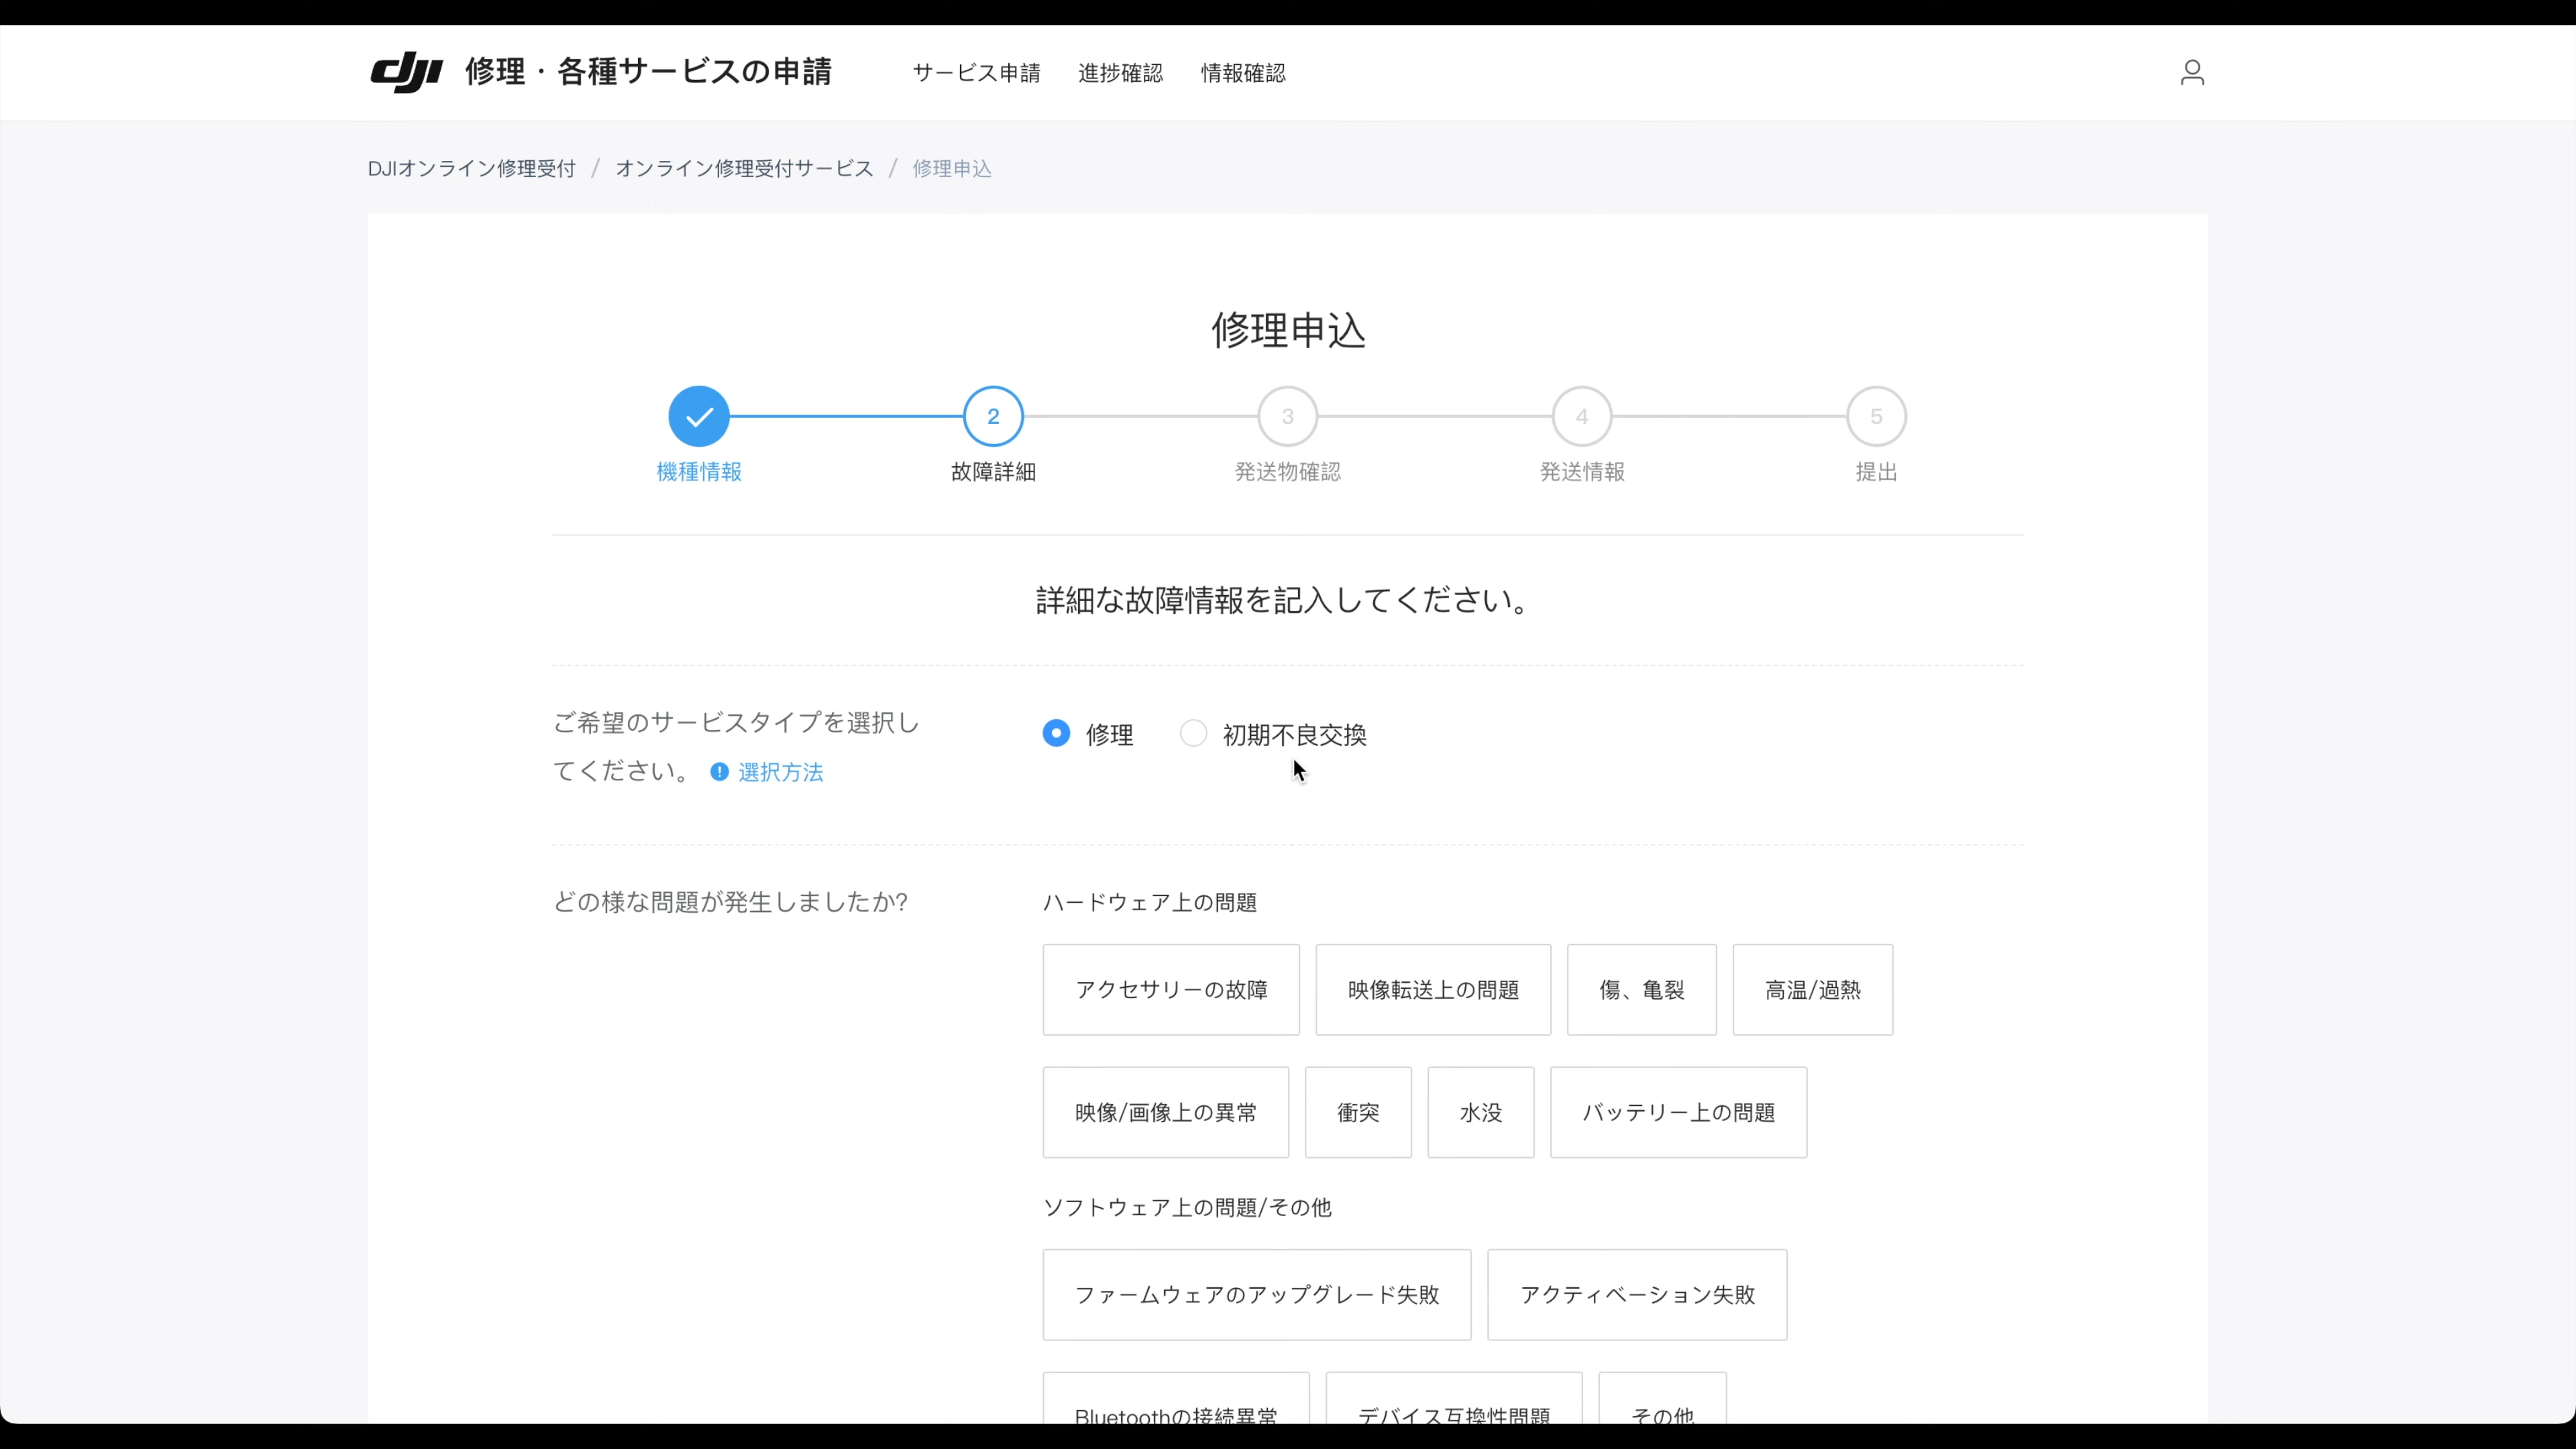 dji 修理・各種サービスの申請 サービス申請 進捗確認 情報確認
DJIオンライン修理受付 / オンライン修理受付サービス / 修理申込
修理申込
2 3 4 5
機種情報 故障詳細 発送物確認 発送情報 提出
詳細な故障情報を記入してください。
ご希望のサービスタイプを選択し
てください。 選択方法
修理 初期不良交換
どの様な問題が発生しましたか?
ハードウェア上の問題
アクセサリーの故障 映像転送上の問題 傷、亀裂 高温/過熱
映像/画像上の異常 衝突 水没 バッテリー上の問題
ソフトウェア上の問題/その他
ファームウェアのアップグレード失敗 アクティベーション失敗
Bluetoothの接続異常 デバイス互換性問題 その他